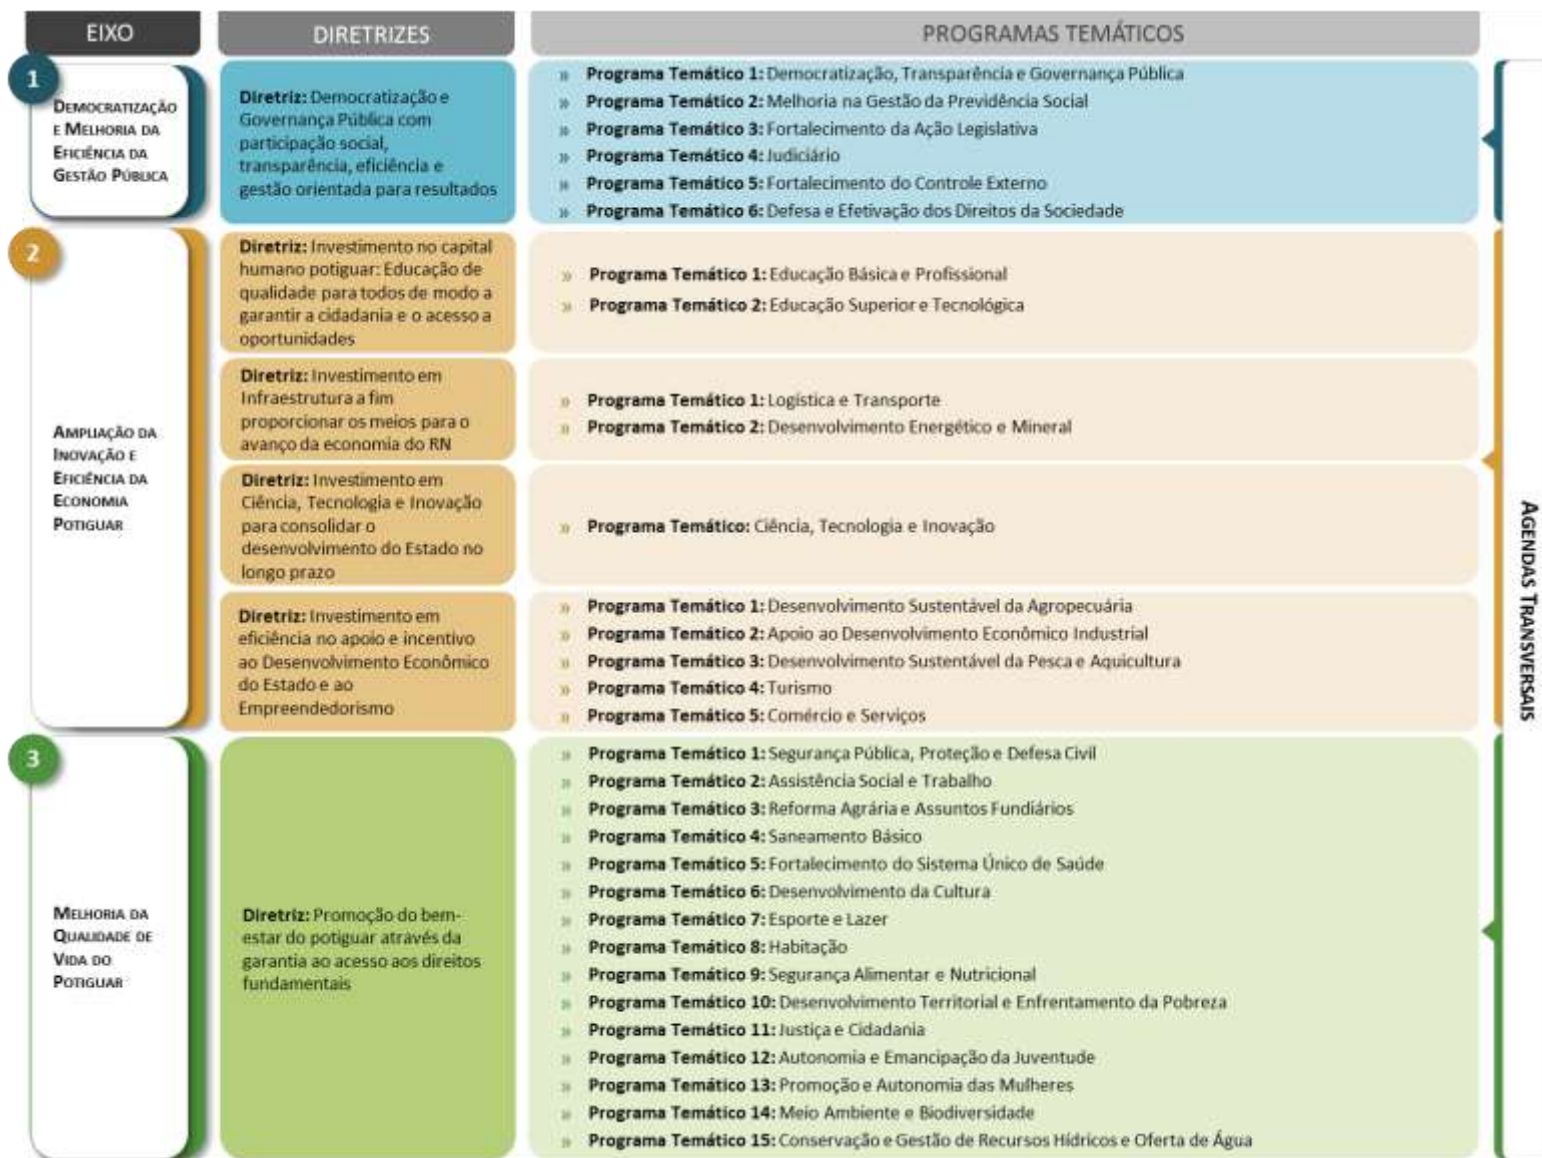 EIXO
DIRETRIZES
PROGRAMAS TEMÁTICOS
1
DEMOCRATIZAÇÃO
E MELHORIA DA
EFICIÊNCIA DA
GESTÃO PÚBLICA
Diretriz: Democratização e
Governança Pública com
participação social,
transparência, eficiência e
gestão orientada para resultados
» Programa Temático 1: Democratização, Transparência e Governança Pública
» Programa Temático 2: Melhoria na Gestão da Previdência Social
» Programa Temático 3: Fortalecimento da Ação Legislativa
» Programa Temático 4: Judiciário
» Programa Temático 5: Fortalecimento do Controle Externo
» Programa Temático 6: Defesa e Efetivação dos Direitos da Sociedade
2
AMPLIAÇÃO DA
INOVAÇÃO E
EFICIÊNCIA DA
ECONOMIA
POTIGUAR
Diretriz: Investimento no capital
humano potiguar: Educação de
qualidade para todos de modo a
garantir a cidadania e o acesso a
oportunidades
» Programa Temático 1: Educação Básica e Profissional
» Programa Temático 2: Educação Superior e Tecnológica
Diretriz: Investimento em
Infraestrutura a fim
proporcionar os meios para o
avanço da economia do RN
» Programa Temático 1: Logística e Transporte
» Programa Temático 2: Desenvolvimento Energético e Mineral
Diretriz: Investimento em
Ciência, Tecnologia e Inovação
para consolidar o
desenvolvimento do Estado no
longo prazo
» Programa Temático: Ciência, Tecnologia e Inovação
Diretriz: Investimento em
eficiência no apoio e incentivo
ao Desenvolvimento Econômico
do Estado e ao
Empreendedorismo
» Programa Temático 1: Desenvolvimento Sustentável da Agropecuária
» Programa Temático 2: Apoio ao Desenvolvimento Econômico Industrial
» Programa Temático 3: Desenvolvimento Sustentável da Pesca e Aquicultura
» Programa Temático 4: Turismo
» Programa Temático 5: Comércio e Serviços
3
MELHORIA DA
QUALIDADE DE
VIDA DO
POTIGUAR
Diretriz: Promoção do bem-
estar do potiguar através da
garantia ao acesso aos direitos
fundamentais
» Programa Temático 1: Segurança Pública, Proteção e Defesa Civil
» Programa Temático 2: Assistência Social e Trabalho
» Programa Temático 3: Reforma Agrária e Assuntos Fundiários
» Programa Temático 4: Saneamento Básico
» Programa Temático 5: Fortalecimento do Sistema Único de Saúde
» Programa Temático 6: Desenvolvimento da Cultura
» Programa Temático 7: Esporte e Lazer
» Programa Temático 8: Habitação
» Programa Temático 9: Segurança Alimentar e Nutricional
» Programa Temático 10: Desenvolvimento Territorial e Enfrentamento da Pobreza
» Programa Temático 11: Justiça e Cidadania
» Programa Temático 12: Autonomia e Emancipação da Juventude
» Programa Temático 13: Promoção e Autonomia das Mulheres
» Programa Temático 14: Meio Ambiente e Biodiversidade
» Programa Temático 15: Conservação e Gestão de Recursos Hídricos e Oferta de Água
AGENDAS TRANSVERSAIS